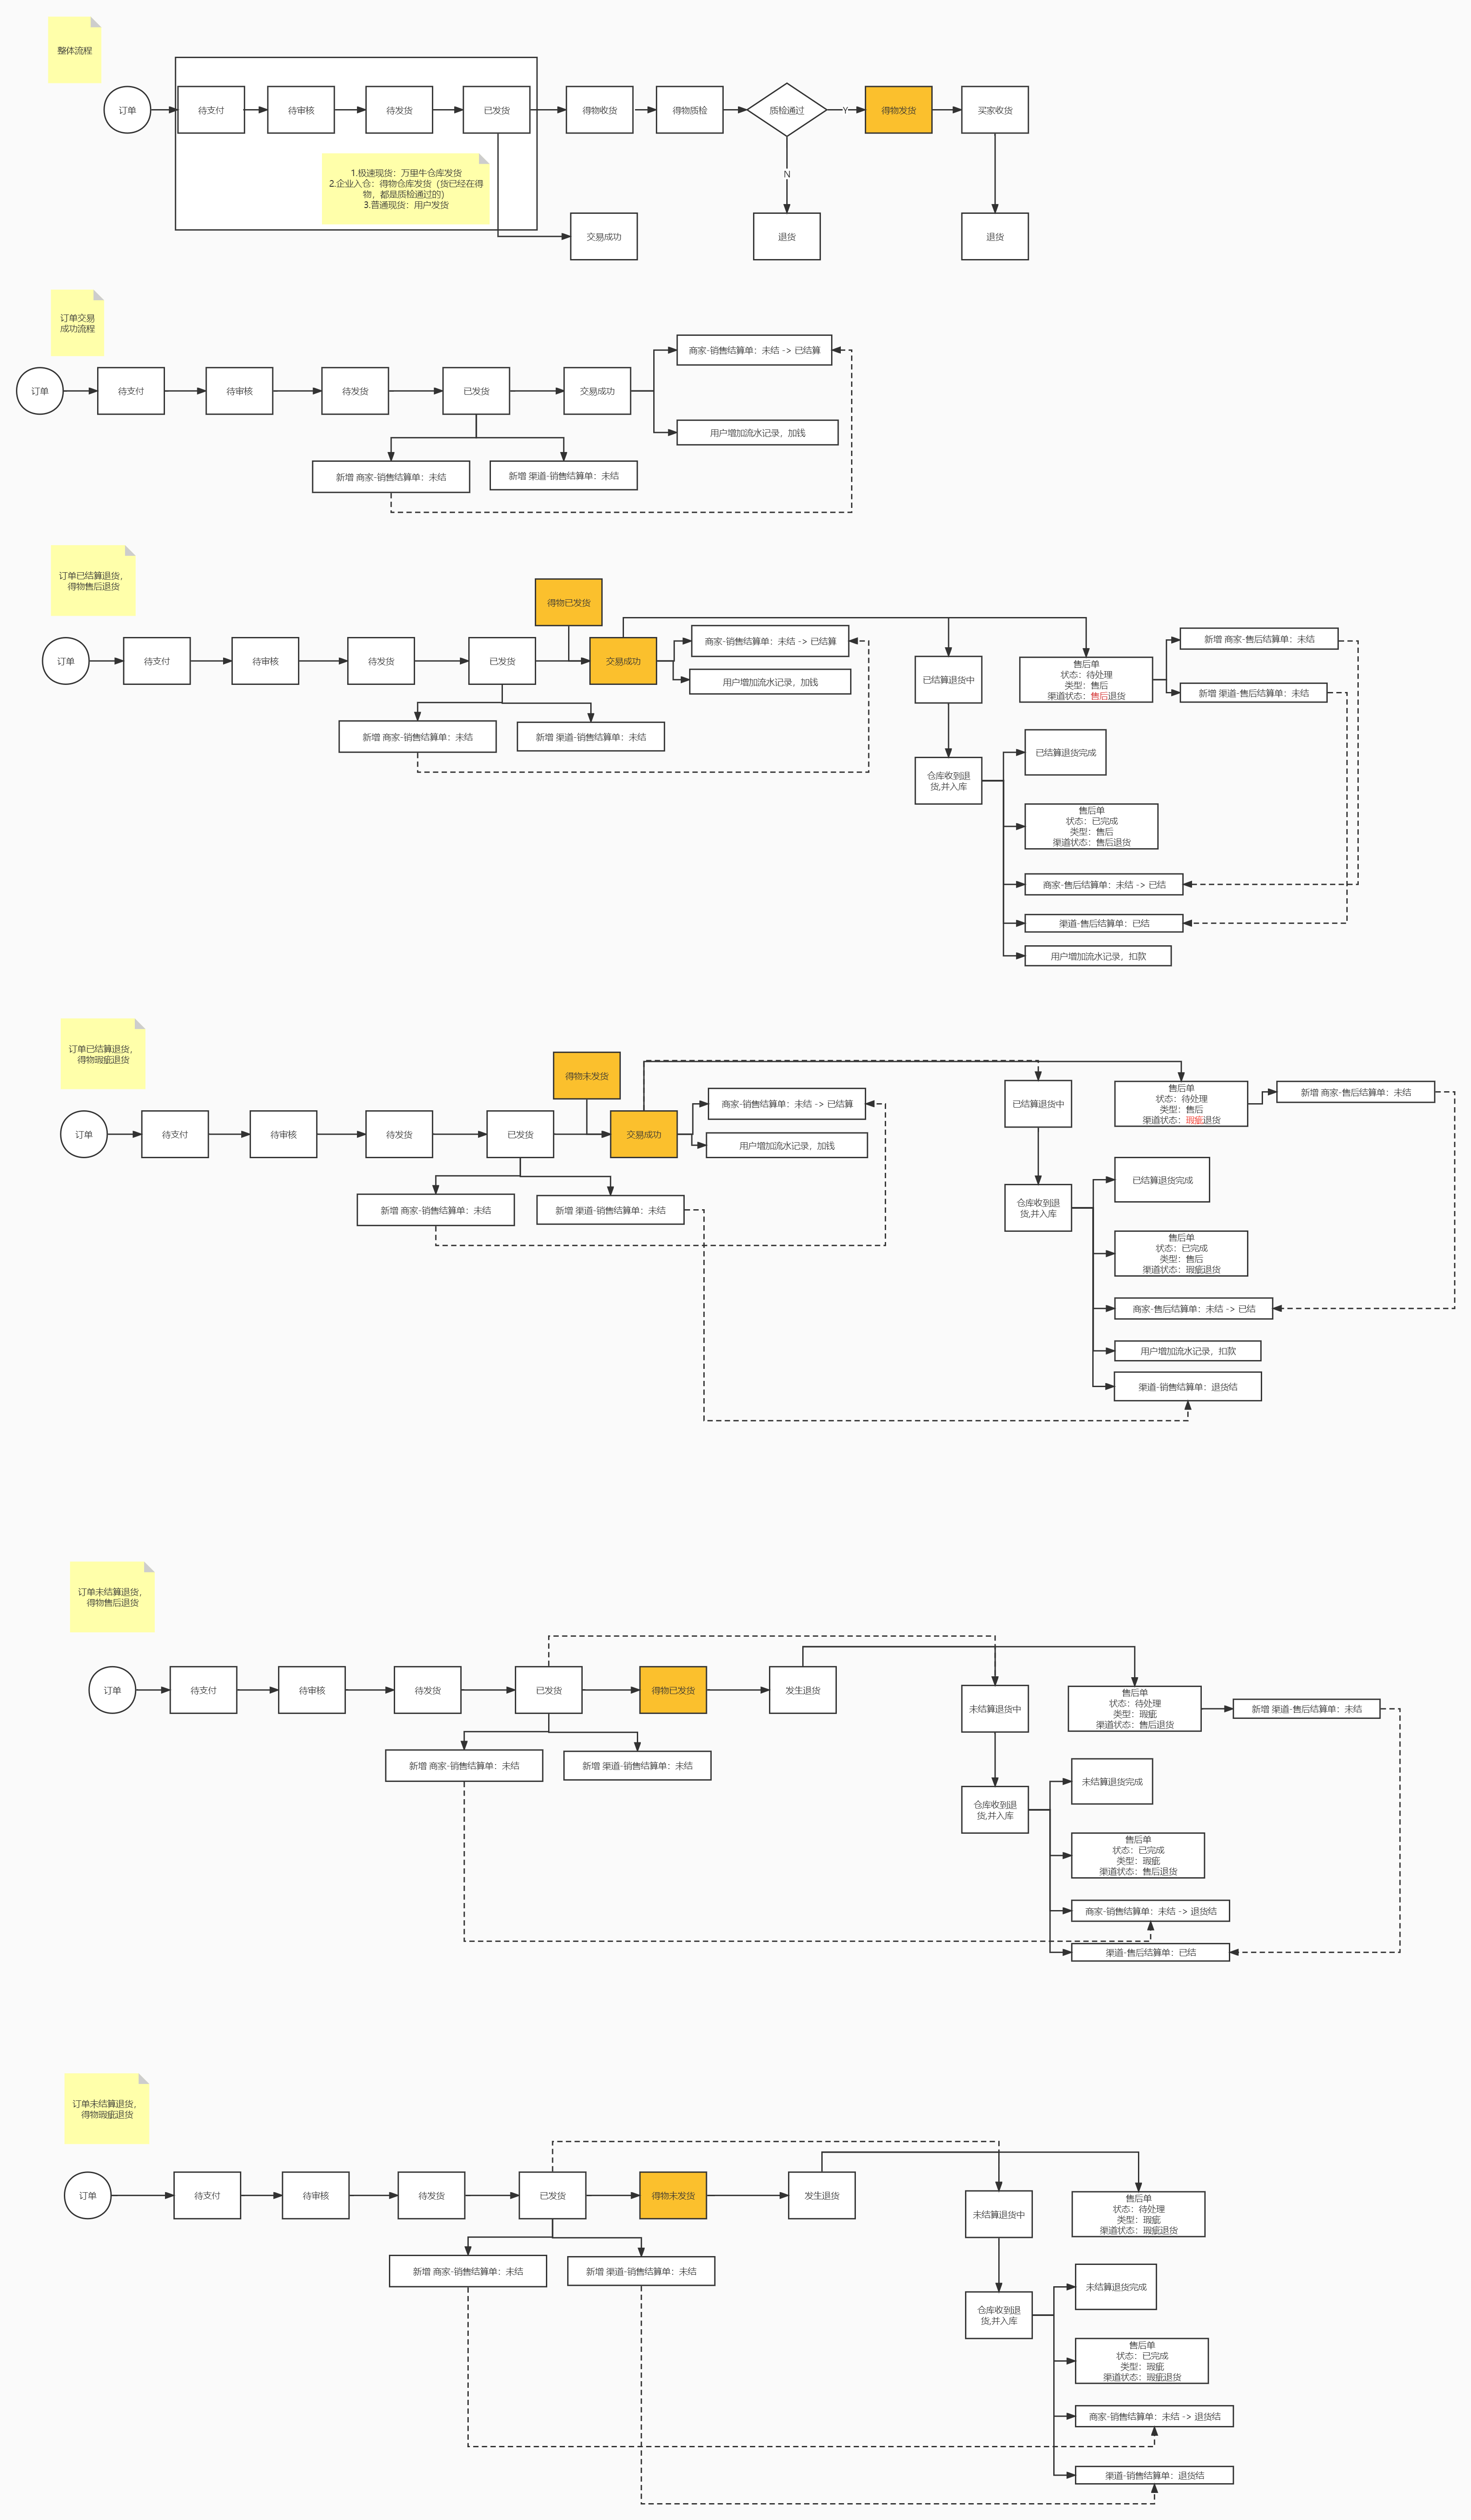 整体流程
订单
待支付
待审核
待发货
已发货
得物收货
得物质检
质检通过
Y
得物发货
买家收货
1.极速现货：万里牛仓库发货
2.企业入仓：得物仓库发货（货已经在得
物，都是质检通过的）
3.普通现货：用户发货
N
交易成功
退货
退货
订单交易
成功流程
订单
待支付
待审核
待发货
已发货
交易成功
商家-销售结算单：未结 -> 已结算
用户增加流水记录，加钱
新增 商家-销售结算单：未结
新增 渠道-销售结算单：未结
订单已结算退货，
得物售后退货
得物已发货
订单
待支付
待审核
待发货
已发货
交易成功
商家-销售结算单：未结 -> 已结算
用户增加流水记录，加钱
新增 商家-销售结算单：未结
新增 渠道-销售结算单：未结
已结算退货中
售后单
状态：待处理
类型：售后
渠道状态：售后退货
新增 商家-售后结算单：未结
新增 渠道-售后结算单：未结
仓库收到退
货,并入库
已结算退货完成
售后单
状态：已完成
类型：售后
渠道状态：售后退货
商家-售后结算单：未结 -> 已结
渠道-售后结算单：已结
用户增加流水记录，扣款
订单已结算退货，
得物瑕疵退货
得物未发货
订单
待支付
待审核
待发货
已发货
交易成功
商家-销售结算单：未结 -> 已结算
用户增加流水记录，加钱
新增 商家-销售结算单：未结
新增 渠道-销售结算单：未结
已结算退货中
售后单
状态：待处理
类型：售后
渠道状态：瑕疵退货
新增 商家-售后结算单：未结
仓库收到退
货,并入库
已结算退货完成
售后单
状态：已完成
类型：售后
渠道状态：瑕疵退货
商家-售后结算单：未结 -> 已结
用户增加流水记录，扣款
渠道-销售结算单：退货结
订单未结算退货，
得物售后退货
订单
待支付
待审核
待发货
已发货
得物已发货
发生退货
新增 商家-销售结算单：未结
新增 渠道-销售结算单：未结
未结算退货中
售后单
状态：待处理
类型：瑕疵
渠道状态：售后退货
新增 渠道-售后结算单：未结
仓库收到退
货,并入库
未结算退货完成
售后单
状态：已完成
类型：瑕疵
渠道状态：售后退货
商家-销售结算单：未结 -> 退货结
渠道-售后结算单：已结
订单未结算退货，
得物瑕疵退货
订单
待支付
待审核
待发货
已发货
得物未发货
发生退货
新增 商家-销售结算单：未结
新增 渠道-销售结算单：未结
未结算退货中
售后单
状态：待处理
类型：瑕疵
渠道状态：瑕疵退货
仓库收到退
货,并入库
未结算退货完成
售后单
状态：已完成
类型：瑕疵
渠道状态：瑕疵退货
商家-销售结算单：未结 -> 退货结
渠道-销售结算单：退货结